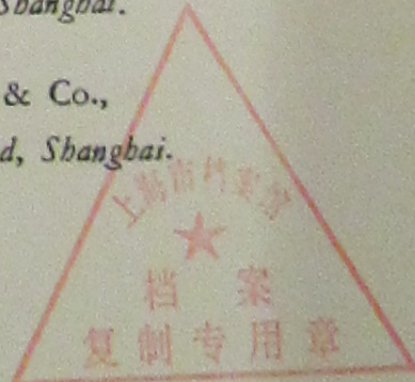 Shanghai.
& Co.,
d, Shanghai.
上海市档案馆
档 案
复制专用章